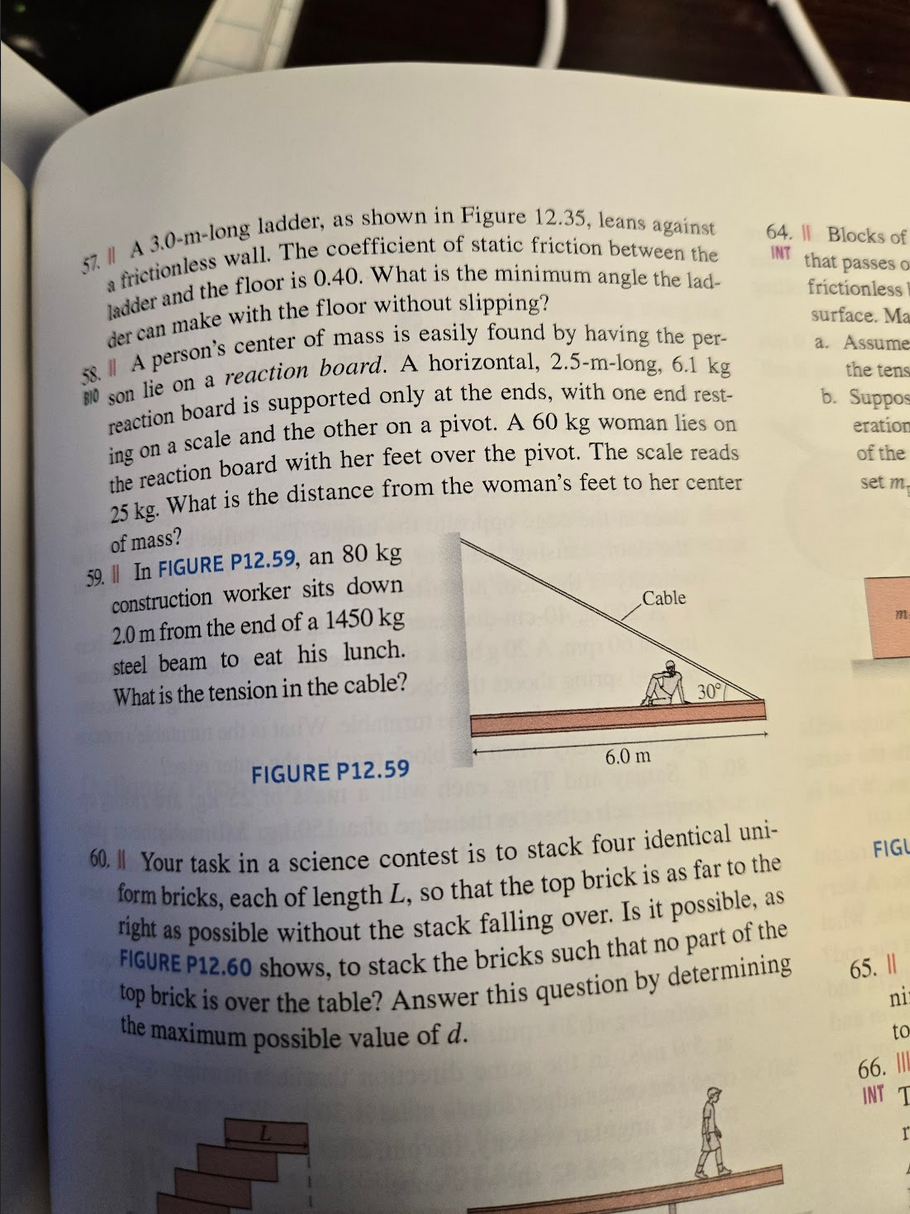 57. || A 3.0-m-long ladder, as shown in Figure 12.35, leans against
a frictionless wall. The coefficient of static friction between the
ladder and the floor is 0.40. What is the minimum angle the lad-
der can make with the floor without slipping?
58. || A person's center of mass is easily found by having the per-
BIO son lie on a reaction board. A horizontal, 2.5-m-long, 6.1 kg
reaction board is supported only at the ends, with one end rest-
ing on a scale and the other on a pivot. A 60 kg woman lies on
the reaction board with her feet over the pivot. The scale reads
25 kg. What is the distance from the woman's feet to her center
of mass?
59. || In FIGURE P12.59, an 80 kg
construction worker sits down
2.0 m from the end of a 1450 kg
steel beam to eat his lunch.
What is the tension in the cable?
FIGURE P12.59
Cable
30°
6.0 m
60. || Your task in a science contest is to stack four identical uni-
form bricks, each of length L, so that the top brick is as far to the
right as possible without the stack falling over. Is it possible, as
FIGURE P12.60 shows, to stack the bricks such that no part of the
top brick is over the table? Answer this question by determining
the maximum possible value of d.
L
64. || Blocks of
INT that passes
frictionless
surface.
a. Assume
the
b.
of the
set m
m
65. ||
to
66. |||
INT